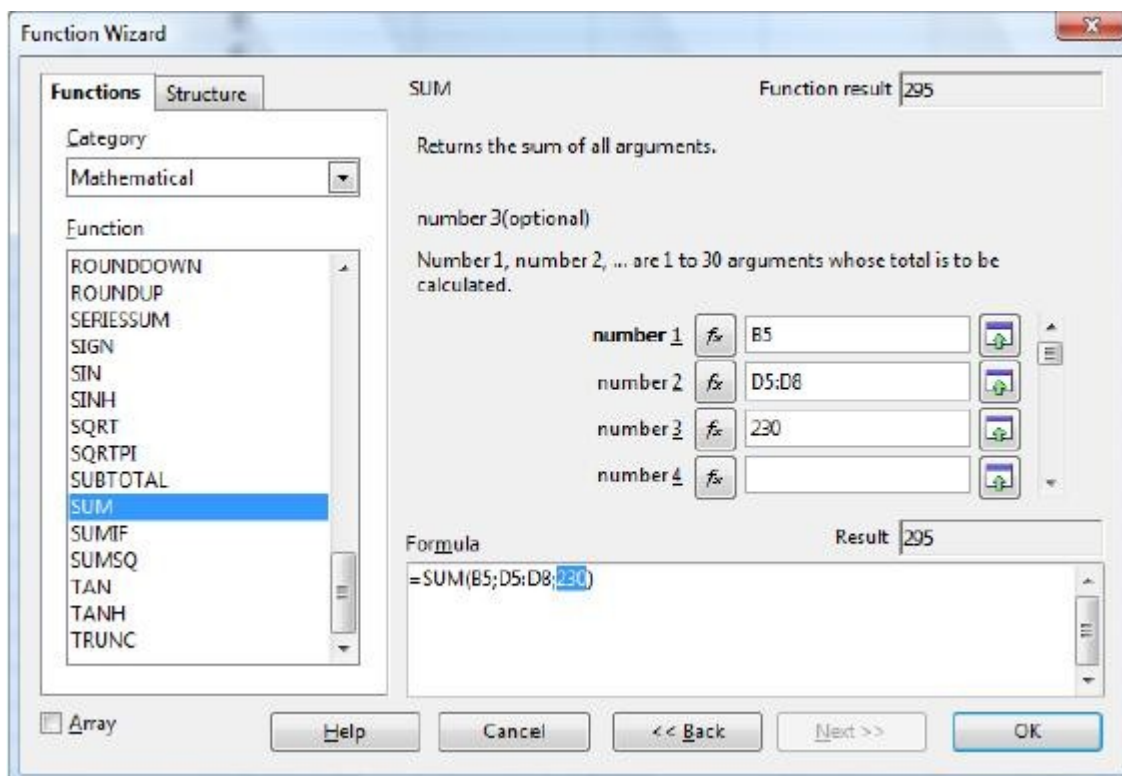 Function Wizard
Functions
Structure
Category
Mathematical
Function
ROUNDDOWN
ROUNDUP
SERIESSUM
SIGN
SIN
SINH
SQRT
SQRTPI
SUBTOTAL
SUM
SUMIF
SUMSQ
TAN
TANH
TRUNC
Array
SUM
Function result 295
Returns the sum of all arguments.
number 3(optional)
Number 1, number 2, ... are 1 to 30 arguments whose total is to be
calculated.
number 1 fx B5
number 2 fx D5:D8
number 3 fx 230
number 4 fx
Formula
Result 295
=SUM(B5;D5:D8;230)
Help
Cancel
<< Back
Next >>
OK